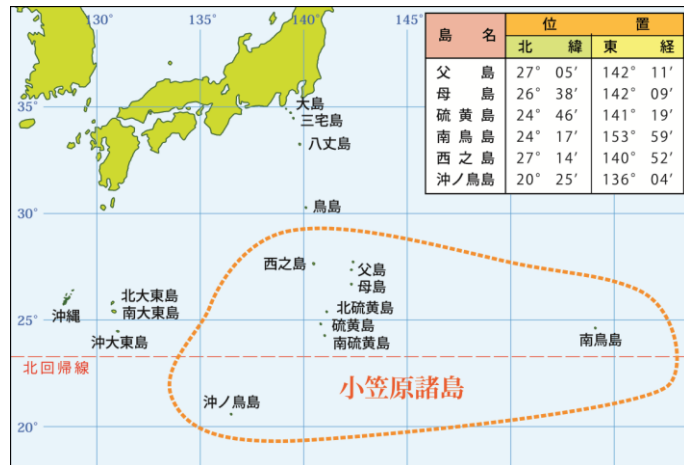 130° 135° 140° 145°
島 名 位 置
北 緯 東 経
父 島 27° 05′ 142° 11′
母 島 26° 38′ 142° 09′
硫 黄 島 24° 46′ 141° 19′
南 鳥 島 24° 17′ 153° 59′
西 之 島 27° 14′ 140° 52′
沖ノ鳥島 20° 25′ 136° 04′
35°
大島
三宅島
八丈島
30°
鳥島
西之島
父島
母島
25°
沖縄
北大東島
南大東島
沖大東島
北硫黄島
硫黄島
南硫黄島
南鳥島
北回帰線
小笠原諸島
沖ノ鳥島
20°